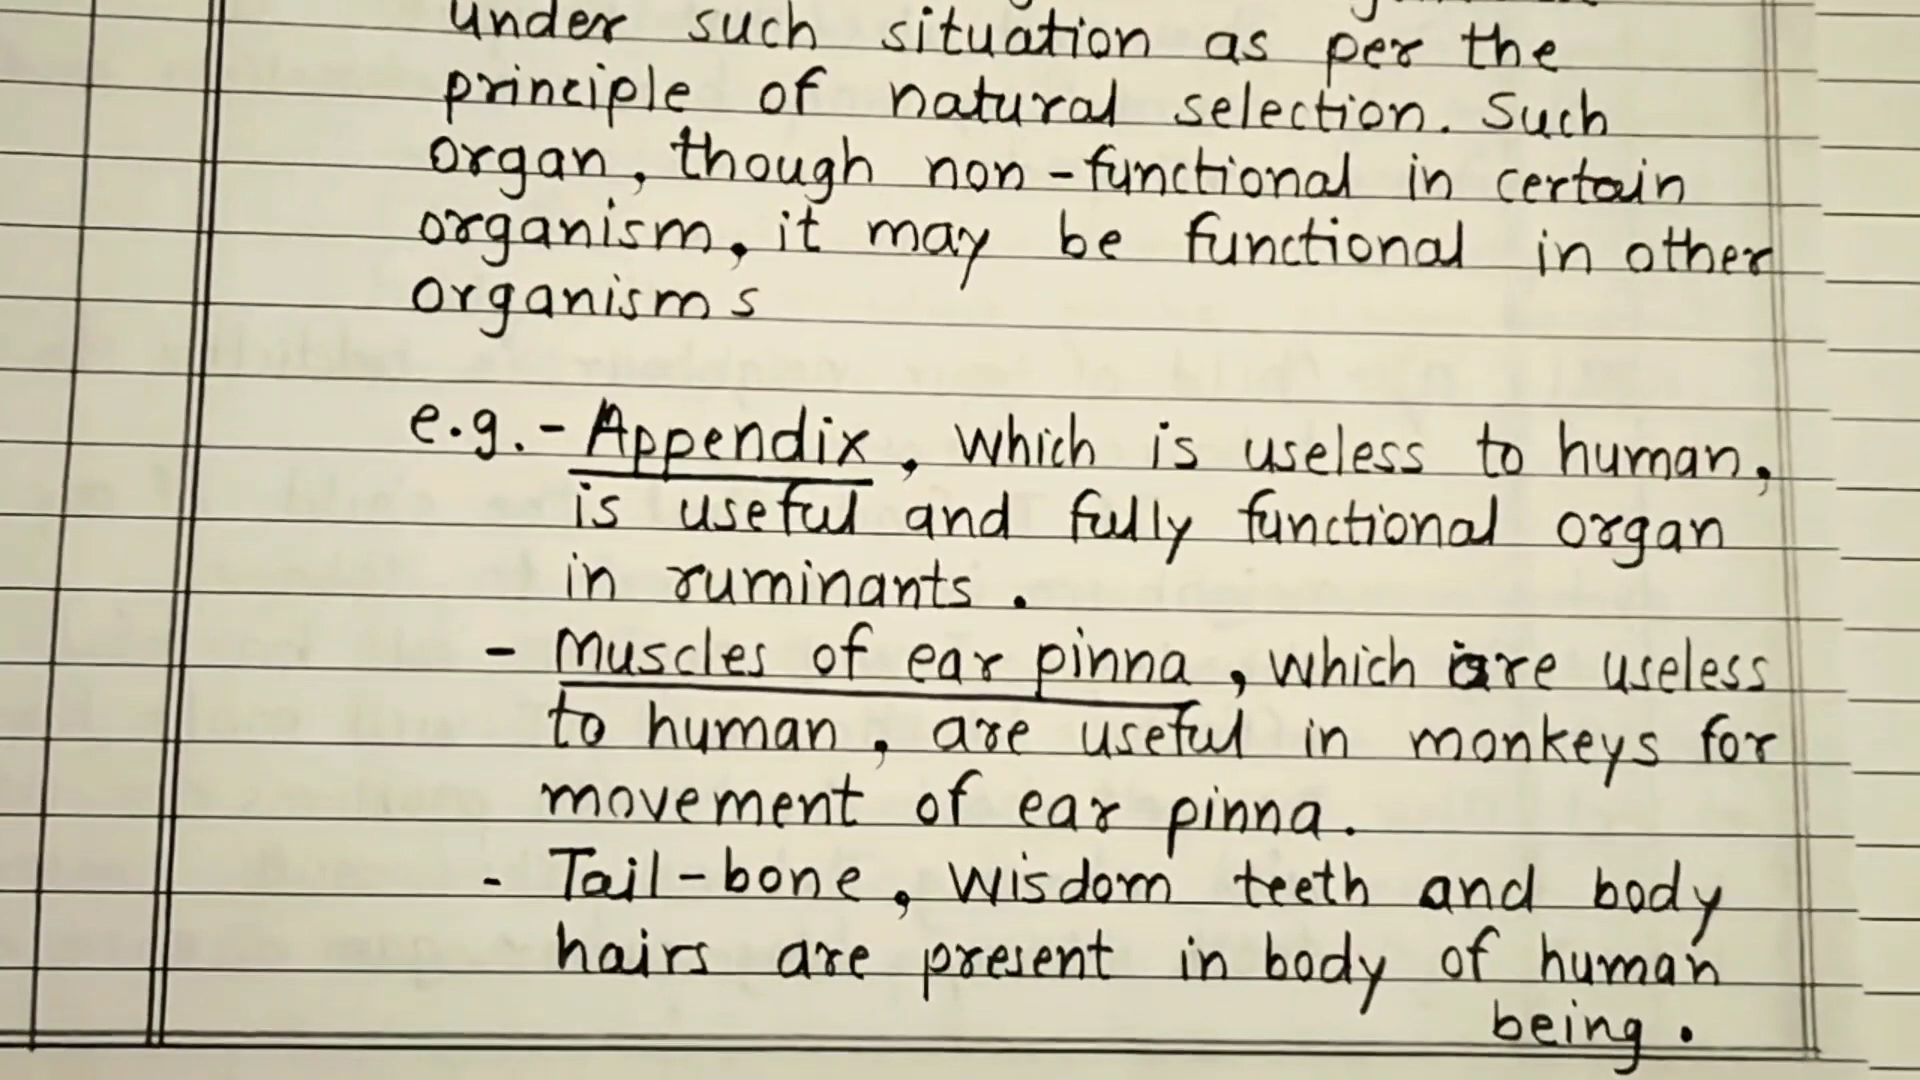 under such situation as per the
principle of natural selection. Such
organ, though non-functional in certain
organism, it may be functional in other
organisms
e.g. - Appendix, which is useless to human,
is useful and fully functional organ
in ruminants.
- Muscles of ear pinna, which are useless
to human, are useful in monkeys for
movement of ear pinna.
- Tail-bone, wisdom teeth and body
hairs are present in body of human
being.